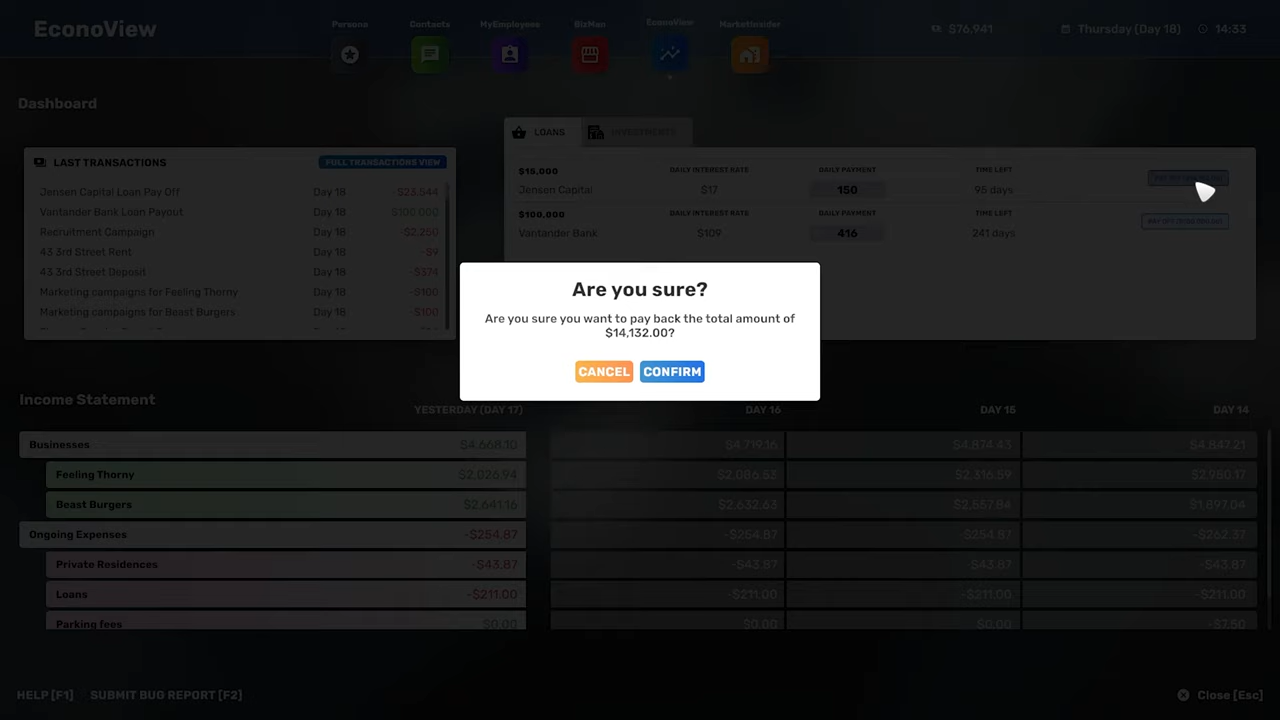 EconoView
Persona
Contacts
MyEmployees
BizMan
EconoView
MarketInsider
$76,941
Thursday (Day 18)
14:33
Dashboard
LAST TRANSACTIONS
FULL TRANSACTIONS VIEW
Jensen Capital Loan Pay Off Day 18 -$23,544
Vantander Bank Loan Payout Day 18 $100,000
Recruitment Campaign Day 18 -$2,250
43 3rd Street Rent Day 18 -$9
43 3rd Street Deposit Day 18 -$374
Marketing campaigns for Feeling Thorny Day 18 -$100
Marketing campaigns for Beast Burgers Day 18 -$100
LOANS
INVESTMENTS
$15,000 DAILY INTEREST RATE DAILY PAYMENT TIME LEFT
Jensen Capital $17 150 95 days
$100,000 DAILY INTEREST RATE DAILY PAYMENT TIME LEFT
Vantander Bank $109 416 241 days
Are you sure?
Are you sure you want to pay back the total amount of
$14,132.00?
CANCEL CONFIRM
Income Statement
YESTERDAY (DAY 17) DAY 16 DAY 15 DAY 14
Businesses $4,668.10 $4,719.16 $4,874.43 $4,847.21
Feeling Thorny $2,026.94 $2,086.53 $2,316.59 $2,950.17
Beast Burgers $2,641.16 $2,632.63 $2,557.84 $1,897.04
Ongoing Expenses -$254.87 -$254.87 -$254.87 -$262.37
Private Residences -$43.87 -$43.87 -$43.87 -$43.87
Loans -$211.00 -$211.00 -$211.00 -$211.00
Parking fees $0.00 $0.00 $0.00 -$7.50
HELP [F1] SUBMIT BUG REPORT [F2]
Close [Esc]